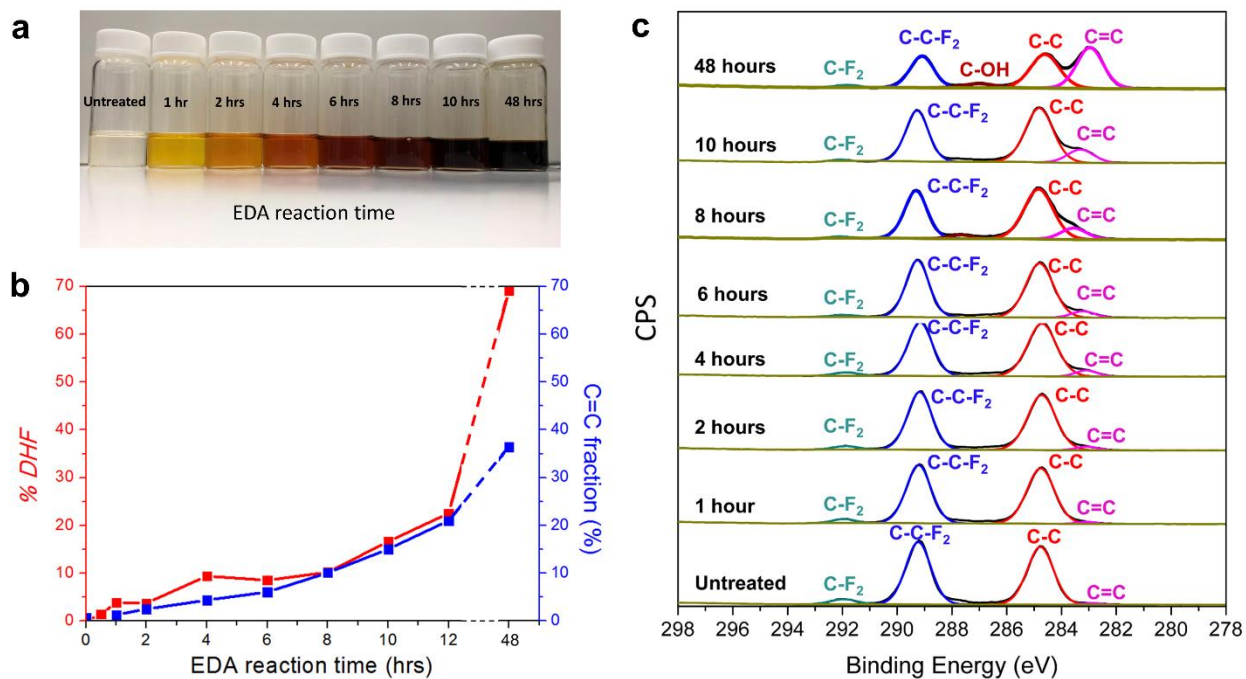 a
Untreated 1 hr 2 hrs 4 hrs 6 hrs 8 hrs 10 hrs 48 hrs
EDA reaction time
b
70 70
60 60
50 50
40 40
30 30
20 20
10 10
0 0
0 2 4 6 8 10 12 48
% DHF
C=C fraction (%)
EDA reaction time (hrs)
c
48 hours C-F2 C-C-F2 C-OH C-C C=C
10 hours C-F2 C-C-F2 C-C C=C
8 hours C-F2 C-C-F2 C-C C=C
6 hours C-F2 C-C-F2 C-C C=C
4 hours C-F2 C-C-F2 C-C C=C
2 hours C-F2 C-C-F2 C-C C=C
1 hour C-F2 C-C-F2 C-C C=C
Untreated C-F2 C-C-F2 C-C C=C
CPS
298 296 294 292 290 288 286 284 282 280 278
Binding Energy (eV)